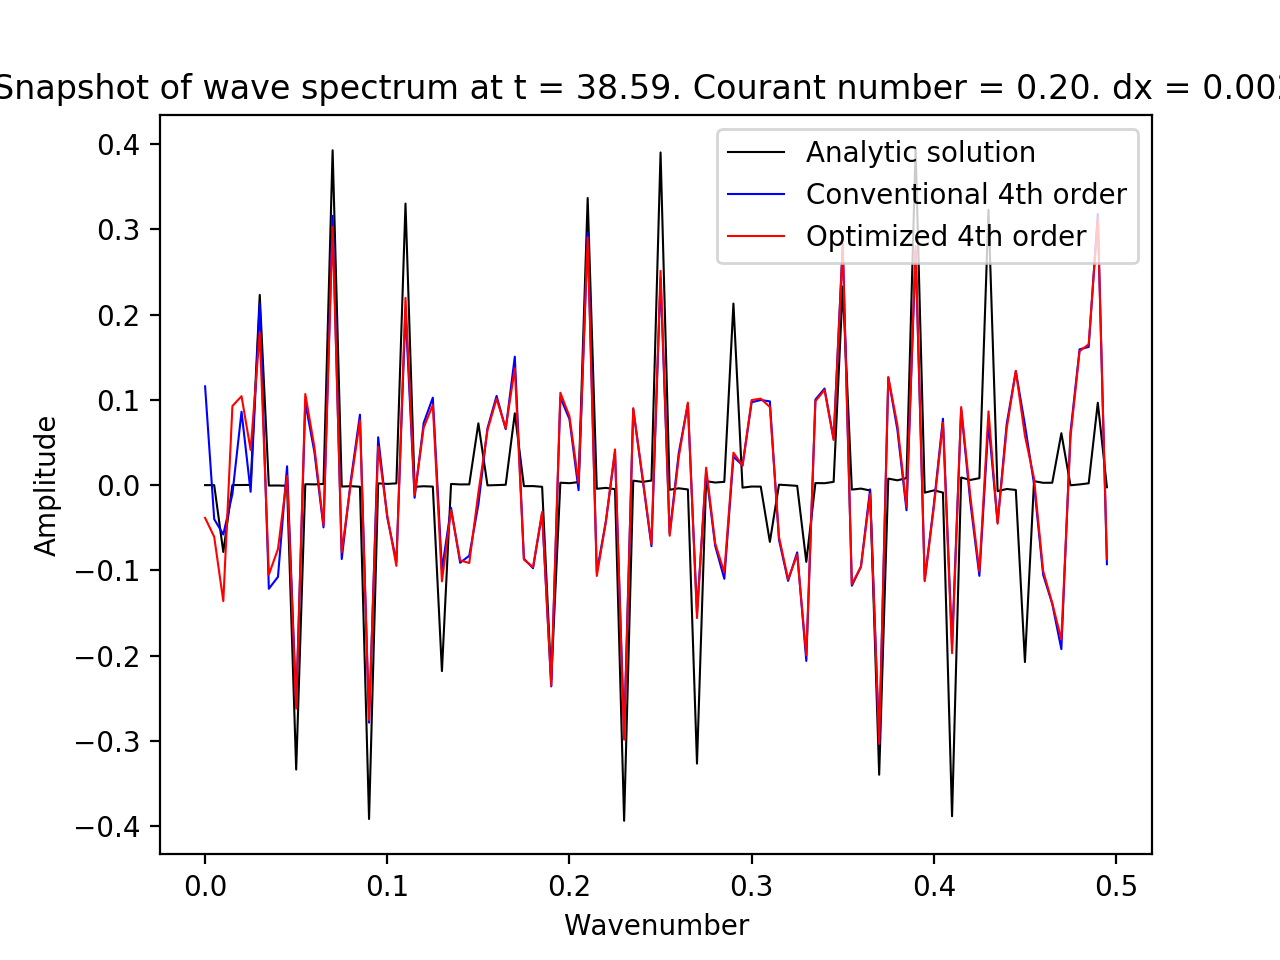 Snapshot of wave spectrum at t = 38.59. Courant number = 0.20. dx = 0.00
Analytic solution
Conventional 4th order
Optimized 4th order
0.4
0.3
0.2
0.1
0.0
−0.1
−0.2
−0.3
−0.4
Amplitude
0.0 0.1 0.2 0.3 0.4 0.5
Wavenumber